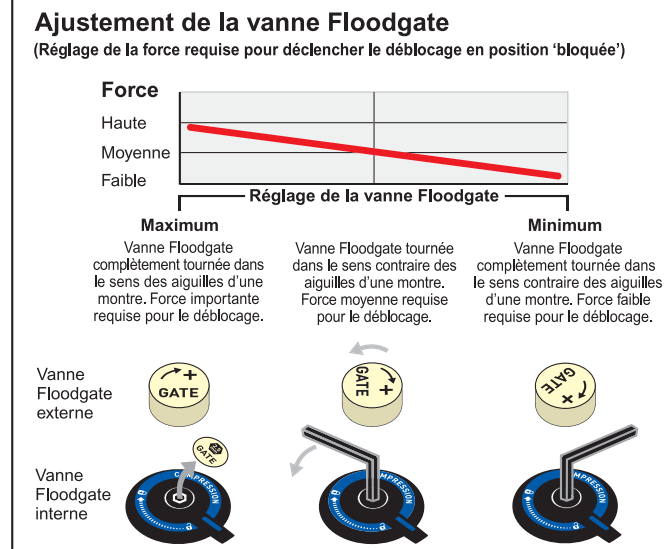 Ajustement de la vanne Floodgate
(Réglage de la force requise pour déclencher le déblocage en position ‘bloquée’)
Force
Haute
Moyenne
Faible
Réglage de la vanne Floodgate
Maximum
Vanne Floodgate
complètement tournée dans
le sens des aiguilles d’une
montre. Force importante
requise pour le déblocage.
Vanne Floodgate tournée
dans le sens contraire des
aiguilles d’une montre.
Force moyenne requise
pour le déblocage.
Minimum
Vanne Floodgate
complètement tournée dans
le sens contraire des aiguilles
d’une montre. Force faible
requise pour le déblocage.
Vanne
Floodgate
externe
+
GATE
GATE
+
GATE
+
Vanne
Floodgate
interne
GATE
COMPRESSION
COMPRESSION
COMPRESSION